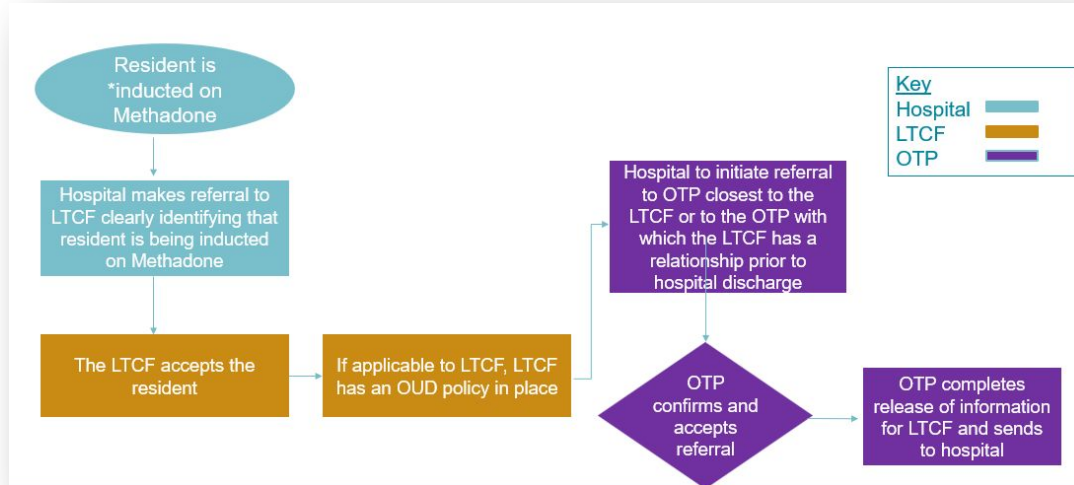 Resident is
*inducted on
Methadone
Hospital makes referral to
LTCF clearly identifying that
resident is being inducted
on Methadone
The LTCF accepts the
resident
If applicable to LTCF, LTCF
has an OUD policy in place
Hospital to initiate referral
to OTP closest to the
LTCF or to the OTP with
which the LTCF has a
relationship prior to
hospital discharge
OTP
confirms and
accepts
referral
OTP completes
release of information
for LTCF and sends
to hospital
Key
Hospital
LTCF
OTP